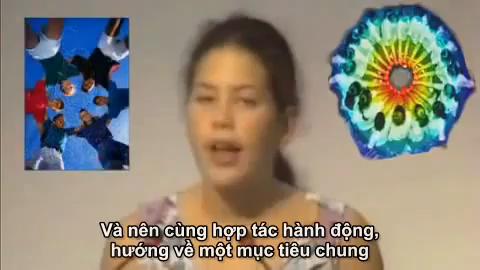 Và nên cùng hợp tác hành động,
hướng về một mục tiêu chung